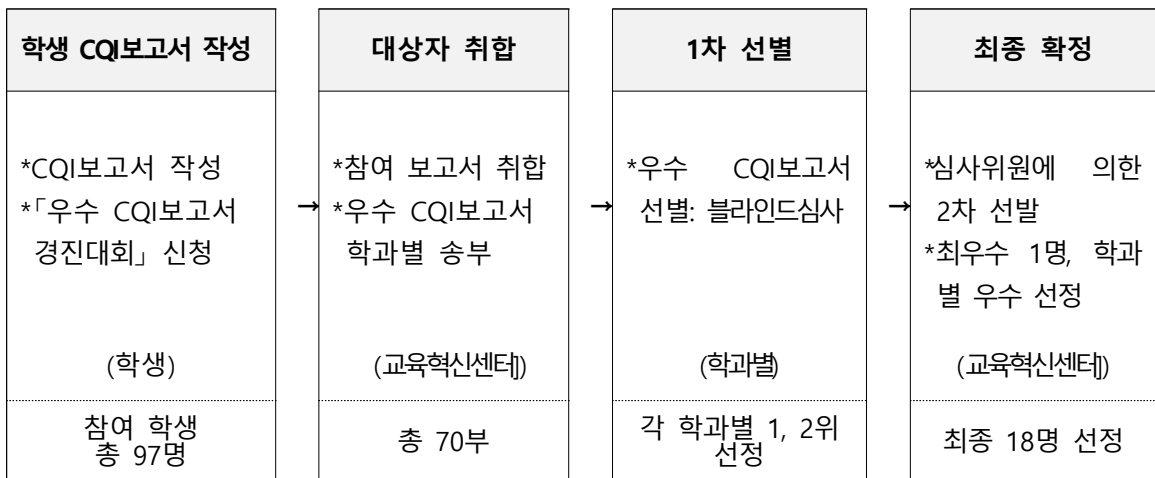 학생 CQI보고서 작성
*CQI보고서 작성
*「우수 CQI보고서
경진대회」 신청
(학생)
참여 학생
총 97명
→
대상자 취합
*참여 보고서 취합
*우수 CQI보고서
학과별 송부
(교육혁신센터])
총 70부
→
1차 선별
*우수 CQI보고서
선별: 블라인드심사
(학과별)
각 학과별 1, 2위
선정
→
최종 확정
*심사위원에 의한
2차 선발
*최우수 1명, 학과
별 우수 선정
(교육혁신센터])
최종 18명 선정